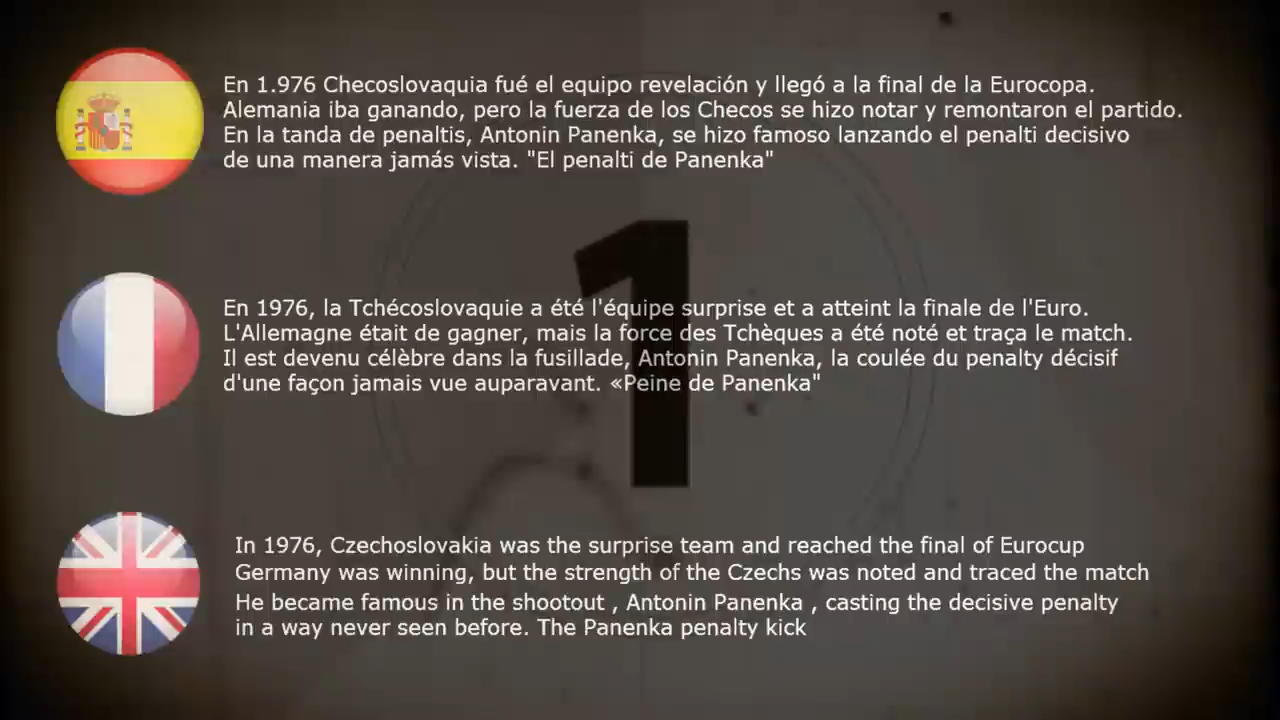 En 1.976 Checoslovaquia fué el equipo revelación y llegó a la final de la Eurocopa.
Alemania iba ganando, pero la fuerza de los Checos se hizo notar y remontaron el partido.
En la tanda de penaltis, Antonin Panenka, se hizo famoso lanzando el penalti decisivo
de una manera jamás vista. "El penalti de Panenka"
1
En 1976, la Tchécoslovaquie a été l'équipe surprise et a atteint la finale de l'Euro.
L'Allemagne était de gagner, mais la force des Tchèques a été noté et traça le match.
Il est devenu célèbre dans la fusillade, Antonin Panenka, la coulée du penalty décisif
d'une façon jamais vue auparavant. «Peine de Panenka"
In 1976, Czechoslovakia was the surprise team and reached the final of Eurocup
Germany was winning, but the strength of the Czechs was noted and traced the match
He became famous in the shootout , Antonin Panenka , casting the decisive penalty
in a way never seen before. The Panenka penalty kick